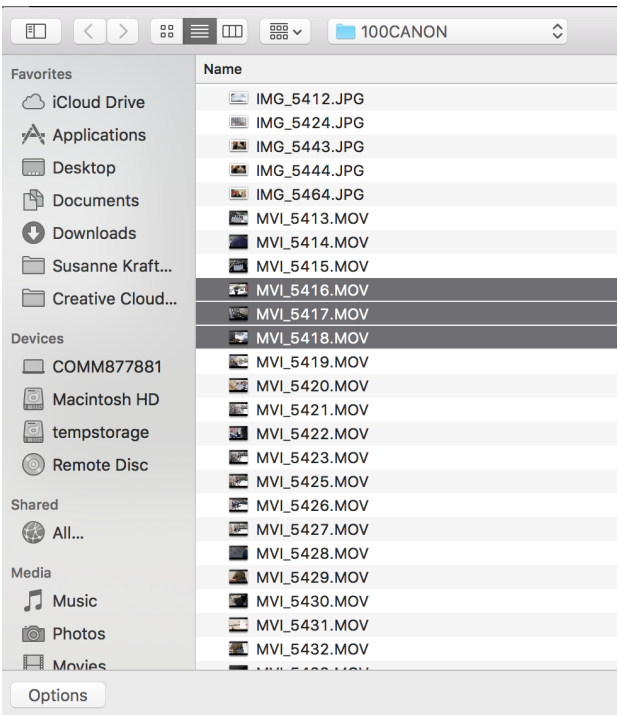 100CANON
Favorites
iCloud Drive
Applications
Desktop
Documents
Downloads
Susanne Kraft...
Creative Cloud...
Devices
COMM877881
Macintosh HD
tempstorage
Remote Disc
Shared
All...
Media
Music
Photos
Movies
Name
IMG_5412.JPG
IMG_5424.JPG
IMG_5443.JPG
IMG_5444.JPG
IMG_5464.JPG
MVI_5413.MOV
MVI_5414.MOV
MVI_5415.MOV
MVI_5416.MOV
MVI_5417.MOV
MVI_5418.MOV
MVI_5419.MOV
MVI_5420.MOV
MVI_5421.MOV
MVI_5422.MOV
MVI_5423.MOV
MVI_5425.MOV
MVI_5426.MOV
MVI_5427.MOV
MVI_5428.MOV
MVI_5429.MOV
MVI_5430.MOV
MVI_5431.MOV
MVI_5432.MOV
Options